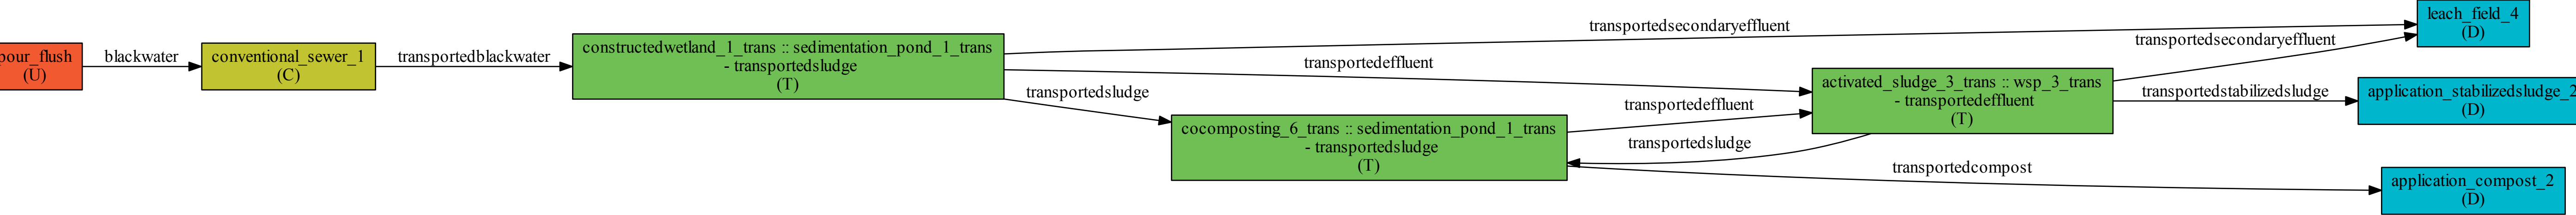 pour_flush
(U)
blackwater
conventional_sewer_1
(C)
transportedblackwater
constructedwetland_1_trans :: sedimentation_pond_1_trans
- transportedsludge
(T)
transportedsecondaryeffluent
transportedeffluent
transportedsludge
cocomposting_6_trans :: sedimentation_pond_1_trans
- transportedsludge
(T)
transportedeffluent
transportedsludge
transportedcompost
activated_sludge_3_trans :: wsp_3_trans
- transportedeffluent
(T)
transportedsecondaryeffluent
transportedstabilizedsludge
leach_field_4
(D)
application_stabilizedsludge_2
(D)
application_compost_2
(D)